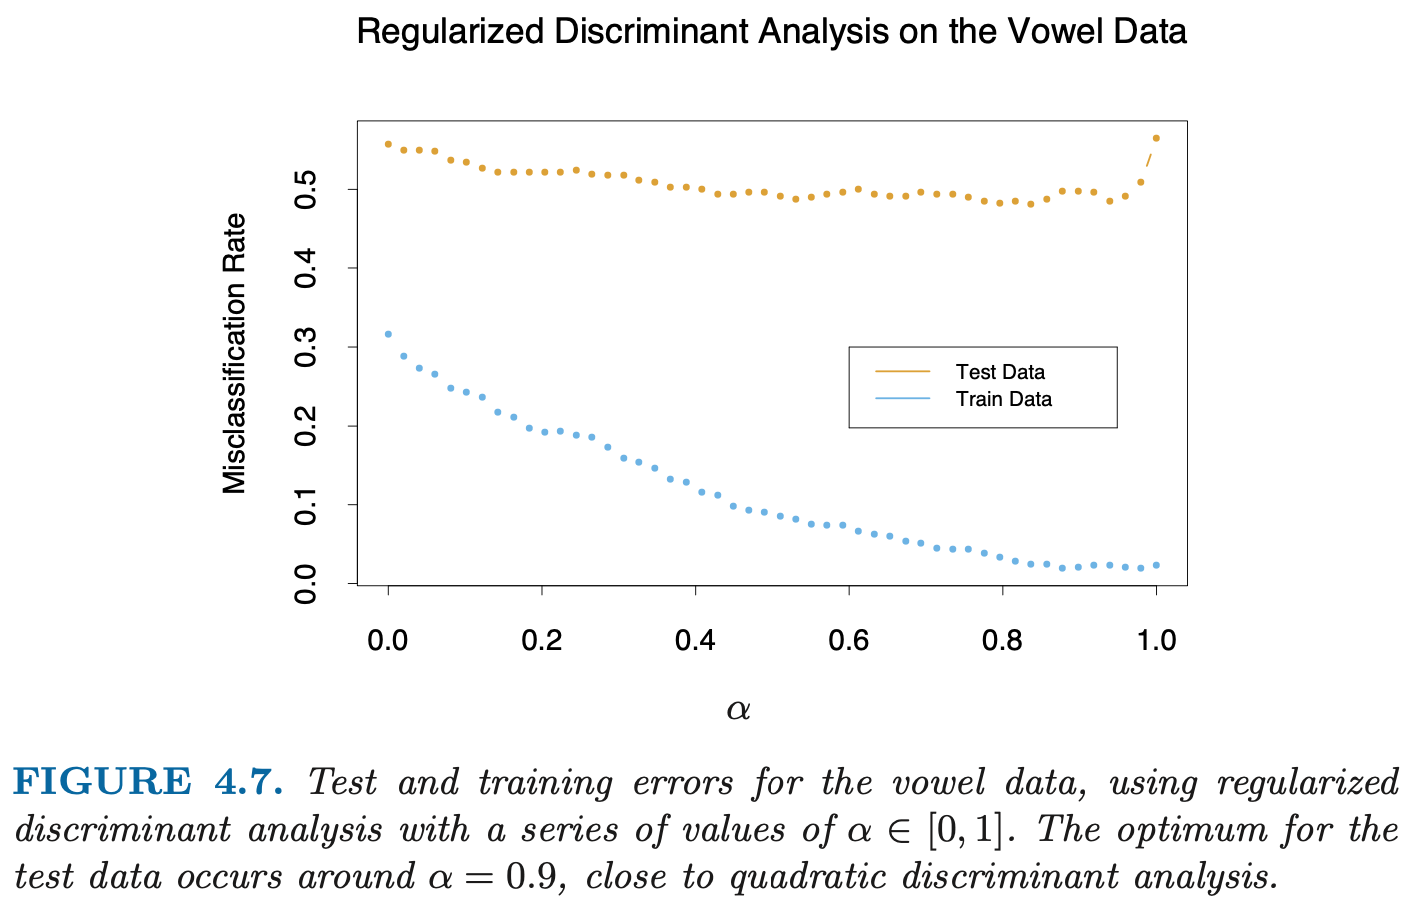 Regularized Discriminant Analysis on the Vowel Data
Misclassification Rate
0.5
0.4
0.3
0.2
0.1
0.0
Test Data
Train Data
0.0 0.2 0.4 0.6 0.8 1.0
α
FIGURE 4.7. Test and training errors for the vowel data, using regularized
discriminant analysis with a series of values of α ∈ [0, 1]. The optimum for the
test data occurs around α = 0.9, close to quadratic discriminant analysis.